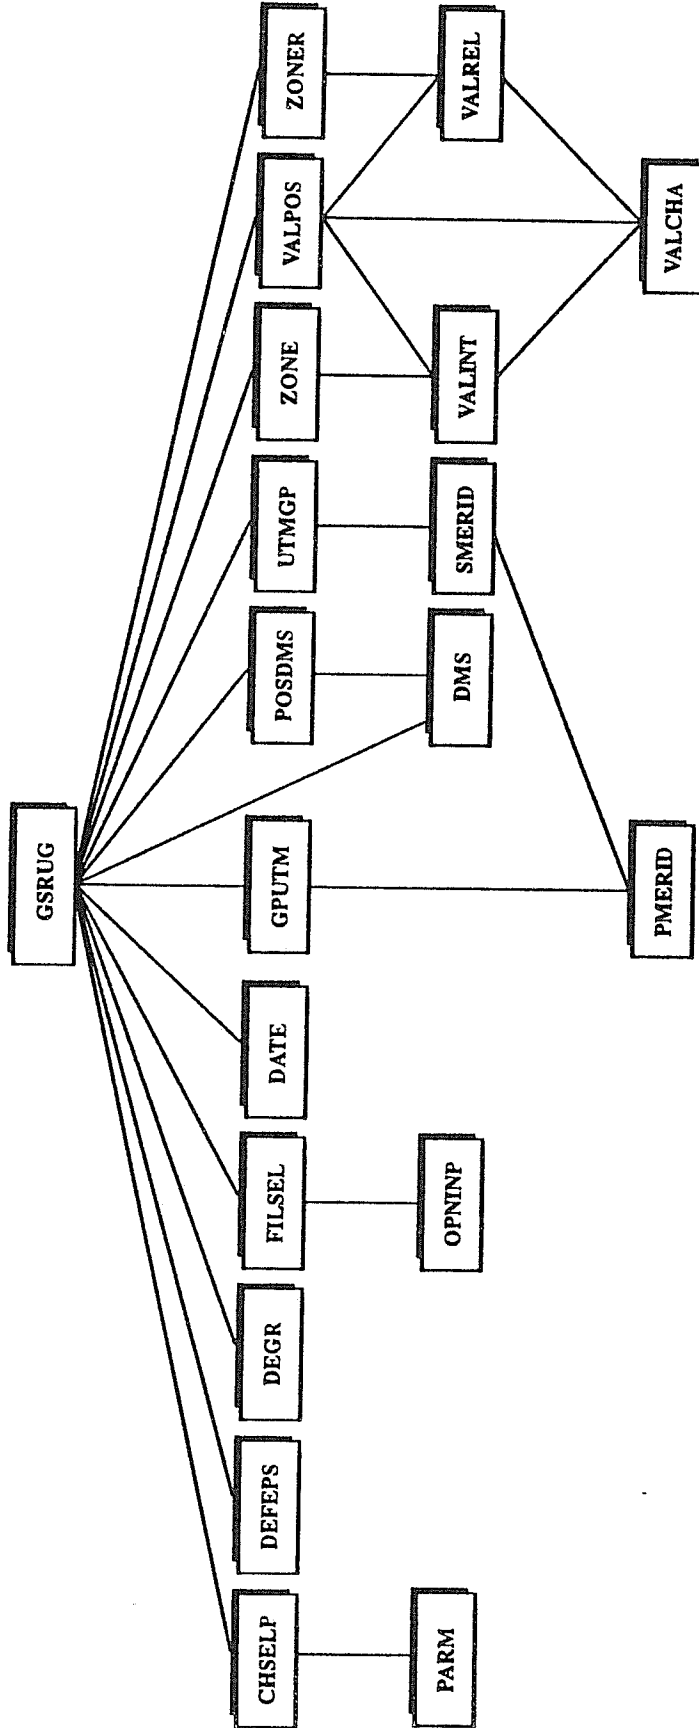 GSRUG
CHSELP
DEFEPS
DEGR
FILSEL
DATE
GPUTM
POSDMS
UTMGP
ZONE
VALPOS
ZONER
PARM
OPNINP
DMS
SMERID
VALINT
VALREL
PMERID
VALCHA